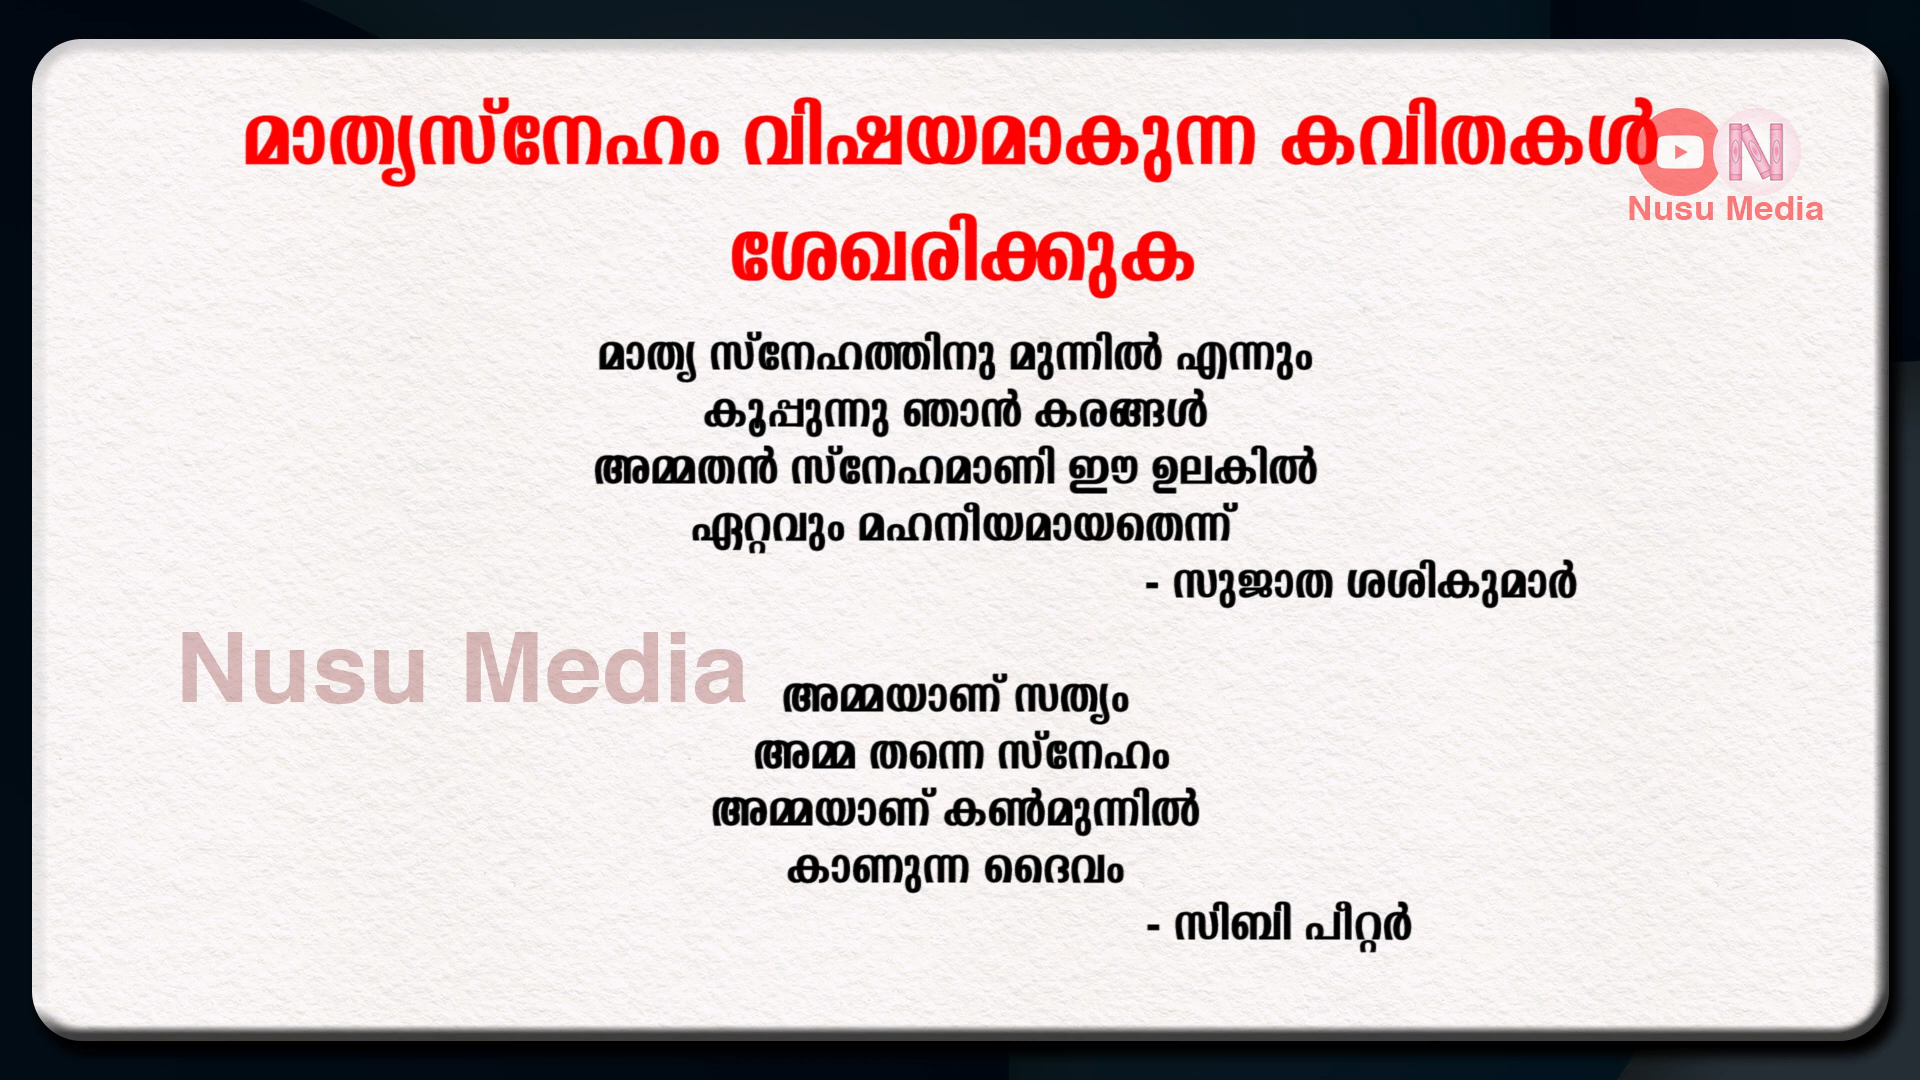 മാത്യസ്നേഹം വിഷയമാകുന്ന കവിതകൾ
ശേഖരിക്കുക
Nusu Media
മാത്യ സ്നേഹത്തിനു മുന്നിൽ എന്നും
കൂപ്പുന്നു ഞാൻ കരങ്ങൾ
അമ്മതൻ സ്നേഹമാണി ഈ ഉലകിൽ
ഏറ്റവും മഹനീയമായതെന്ന്
- സുജാത ശശികുമാർ
Nusu Media
അമ്മയാണ് സത്യം
അമ്മ തന്നെ സ്നേഹം
അമ്മയാണ് കൺമുന്നിൽ
കാണുന്ന ദൈവം
- സിബി പീറ്റർ